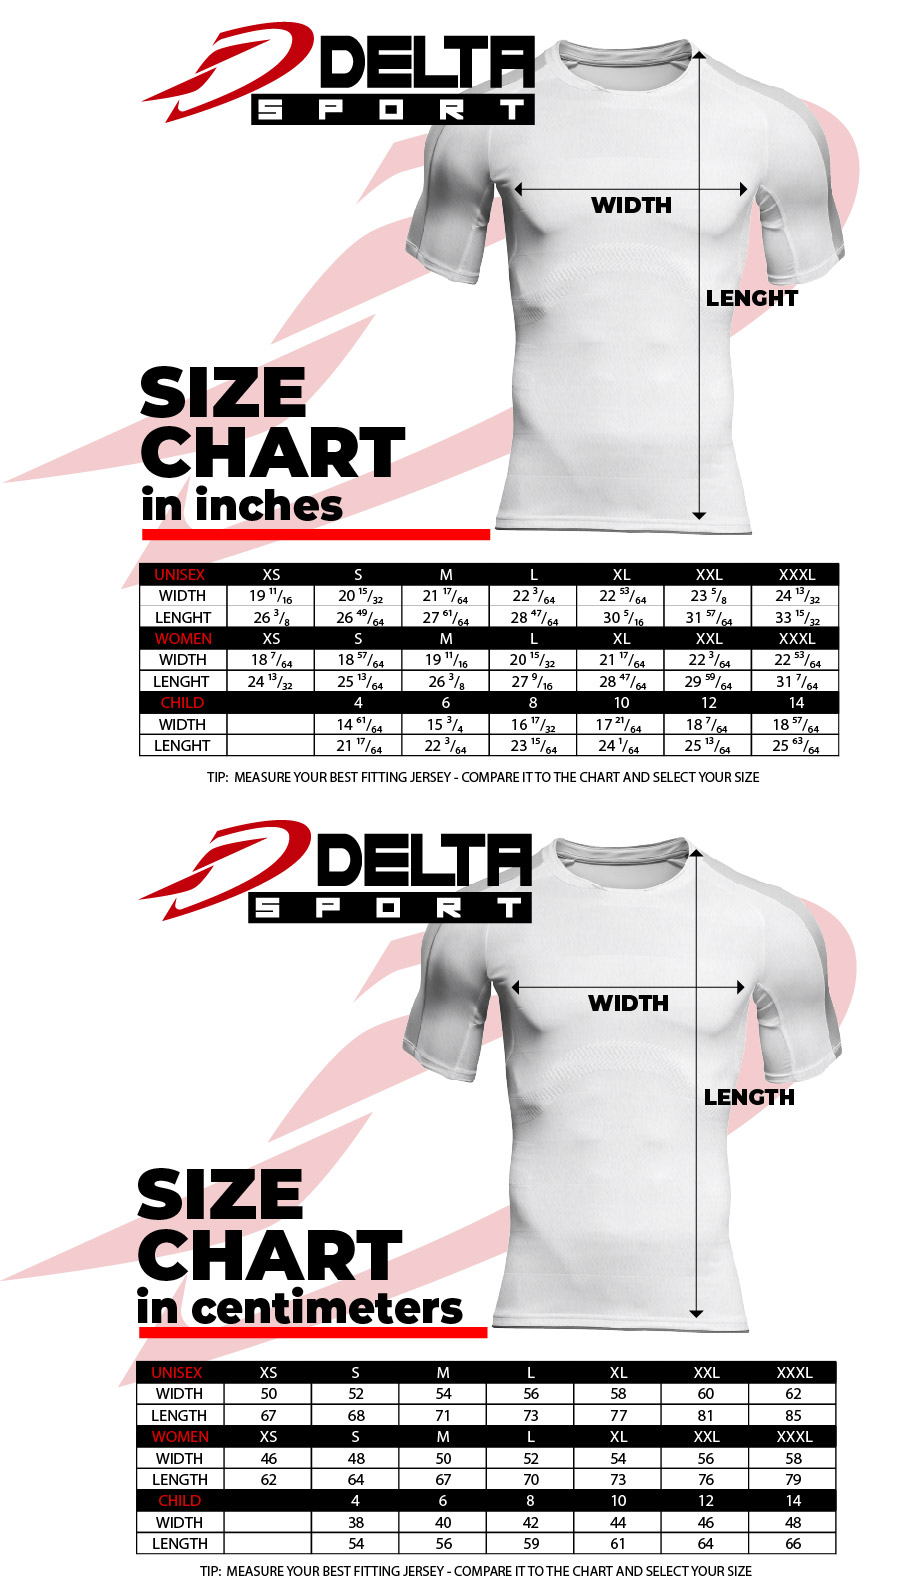 DELTA
SPORT
WIDTH
LENGHT
SIZE
CHART
in inches
UNISEX XS S M L XL XXL XXXL
WIDTH 19 11/16 20 15/32 21 17/64 22 3/64 22 53/64 23 5/8 24 13/32
LENGHT 26 3/8 26 49/64 27 61/64 28 47/64 30 5/16 31 57/64 33 15/32
WOMEN XS S M L XL XXL XXXL
WIDTH 18 7/64 18 57/64 19 11/16 20 15/32 21 17/64 22 3/64 22 53/64
LENGHT 24 13/32 25 13/64 26 3/8 27 9/16 28 47/64 29 59/64 31 7/64
CHILD 4 6 8 10 12 14
WIDTH 14 61/64 15 3/4 16 17/32 17 21/64 18 7/64 18 57/64
LENGHT 21 17/64 22 3/64 23 15/64 24 1/64 25 13/64 25 63/64
TIP: MEASURE YOUR BEST FITTING JERSEY - COMPARE IT TO THE CHART AND SELECT YOUR SIZE
DELTA
SPORT
WIDTH
LENGTH
SIZE
CHART
in centimeters
UNISEX XS S M L XL XXL XXXL
WIDTH 50 52 54 56 58 60 62
LENGTH 67 68 71 73 77 81 85
WOMEN XS S M L XL XXL XXXL
WIDTH 46 48 50 52 54 56 58
LENGTH 62 64 67 70 73 76 79
CHILD 4 6 8 10 12 14
WIDTH 38 40 42 44 46 48
LENGTH 54 56 59 61 64 66
TIP: MEASURE YOUR BEST FITTING JERSEY - COMPARE IT TO THE CHART AND SELECT YOUR SIZE